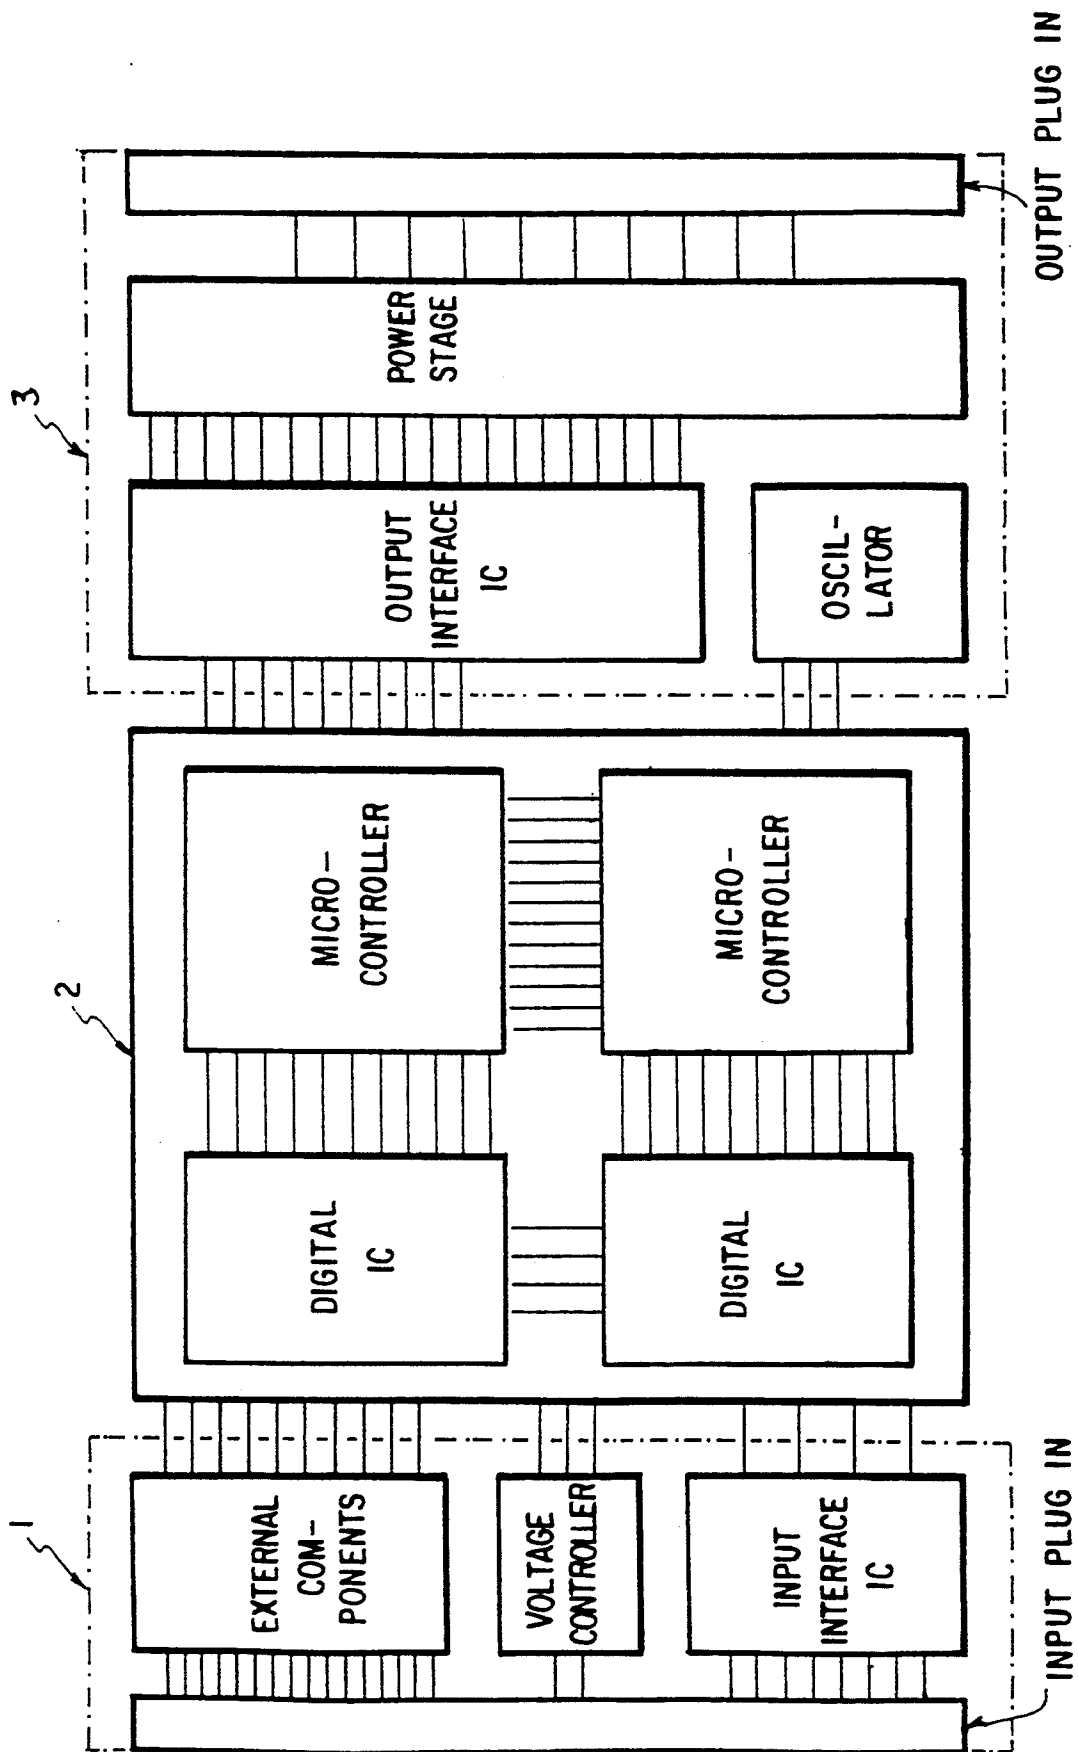 1
EXTERNAL
COM-
PONENTS
VOLTAGE
CONTROLLER
INPUT
INTERFACE
IC
INPUT PLUG IN
2
DIGITAL
IC
DIGITAL
IC
MICRO-
CONTROLLER
MICRO-
CONTROLLER
3
OUTPUT
INTERFACE
IC
OSCIL-
LATOR
POWER
STAGE
OUTPUT PLUG IN